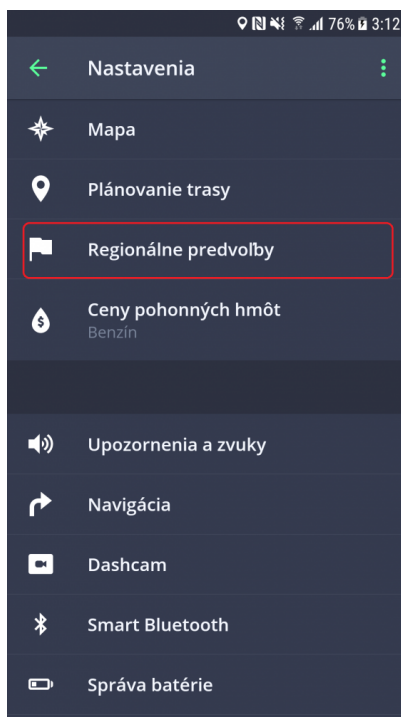 76% 3:12
Nastavenia
Mapa
Plánovanie trasy
Regionálne predvoľby
Ceny pohonných hmôt
Benzín
Upozornenia a zvuky
Navigácia
Dashcam
Smart Bluetooth
Správa batérie